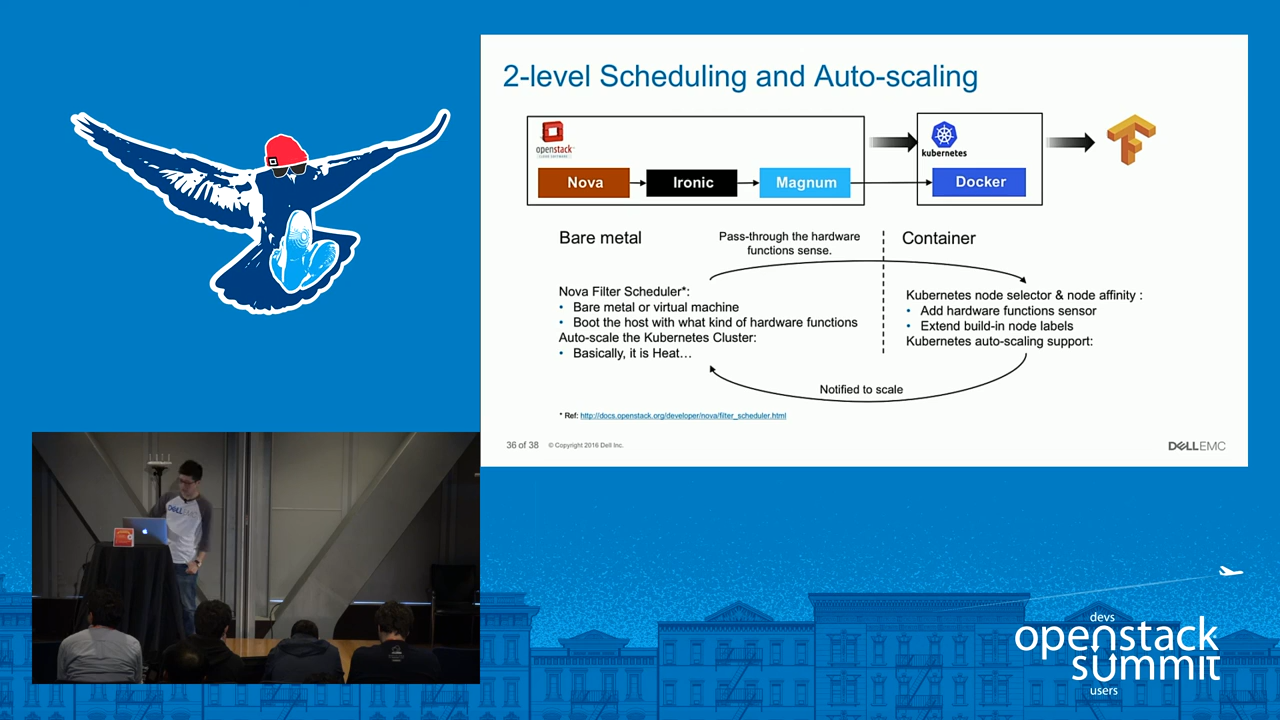 2-level Scheduling and Auto-scaling
openstack
CLOUD SOFTWARE
kubernetes
Nova
Ironic
Magnum
Docker
Bare metal
Pass-through the hardware
functions sense.
Container
Nova Filter Scheduler*:
• Bare metal or virtual machine
• Boot the host with what kind of hardware functions
Auto-scale the Kubernetes Cluster:
• Basically, it is Heat…
Kubernetes node selector & node affinity :
• Add hardware functions sensor
• Extend build-in node labels
Kubernetes auto-scaling support:
Notified to scale
* Ref: http://docs.openstack.org/developer/nova/filter_scheduler.html
36 of 38 © Copyright 2016 Dell Inc.
DELLEMC
DELLEMC
devs
openstack
summit
users